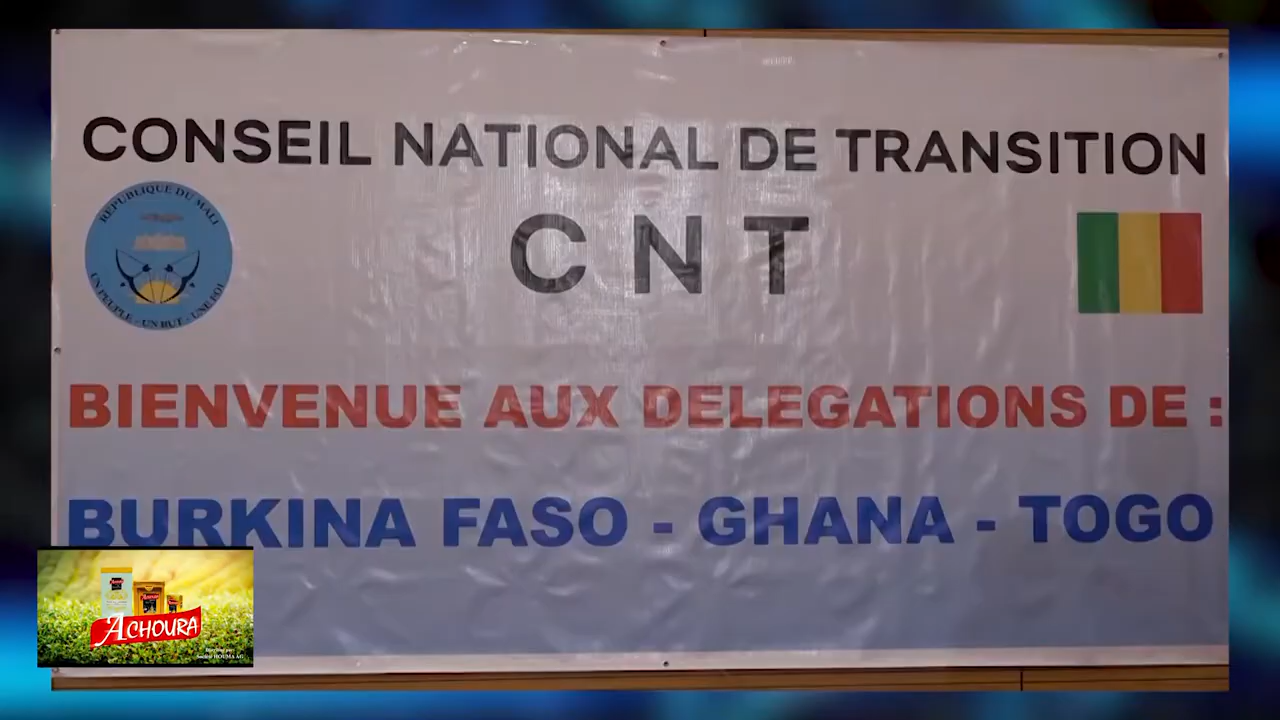 CONSEIL NATIONAL DE TRANSITION
REPUBLIQUE DU MALI
UN PEUPLE - UN BUT - UNE FOI
C N T
BIENVENUE AUX DELEGATIONS DE :
BURKINA FASO - GHANA - TOGO
ACHOURA